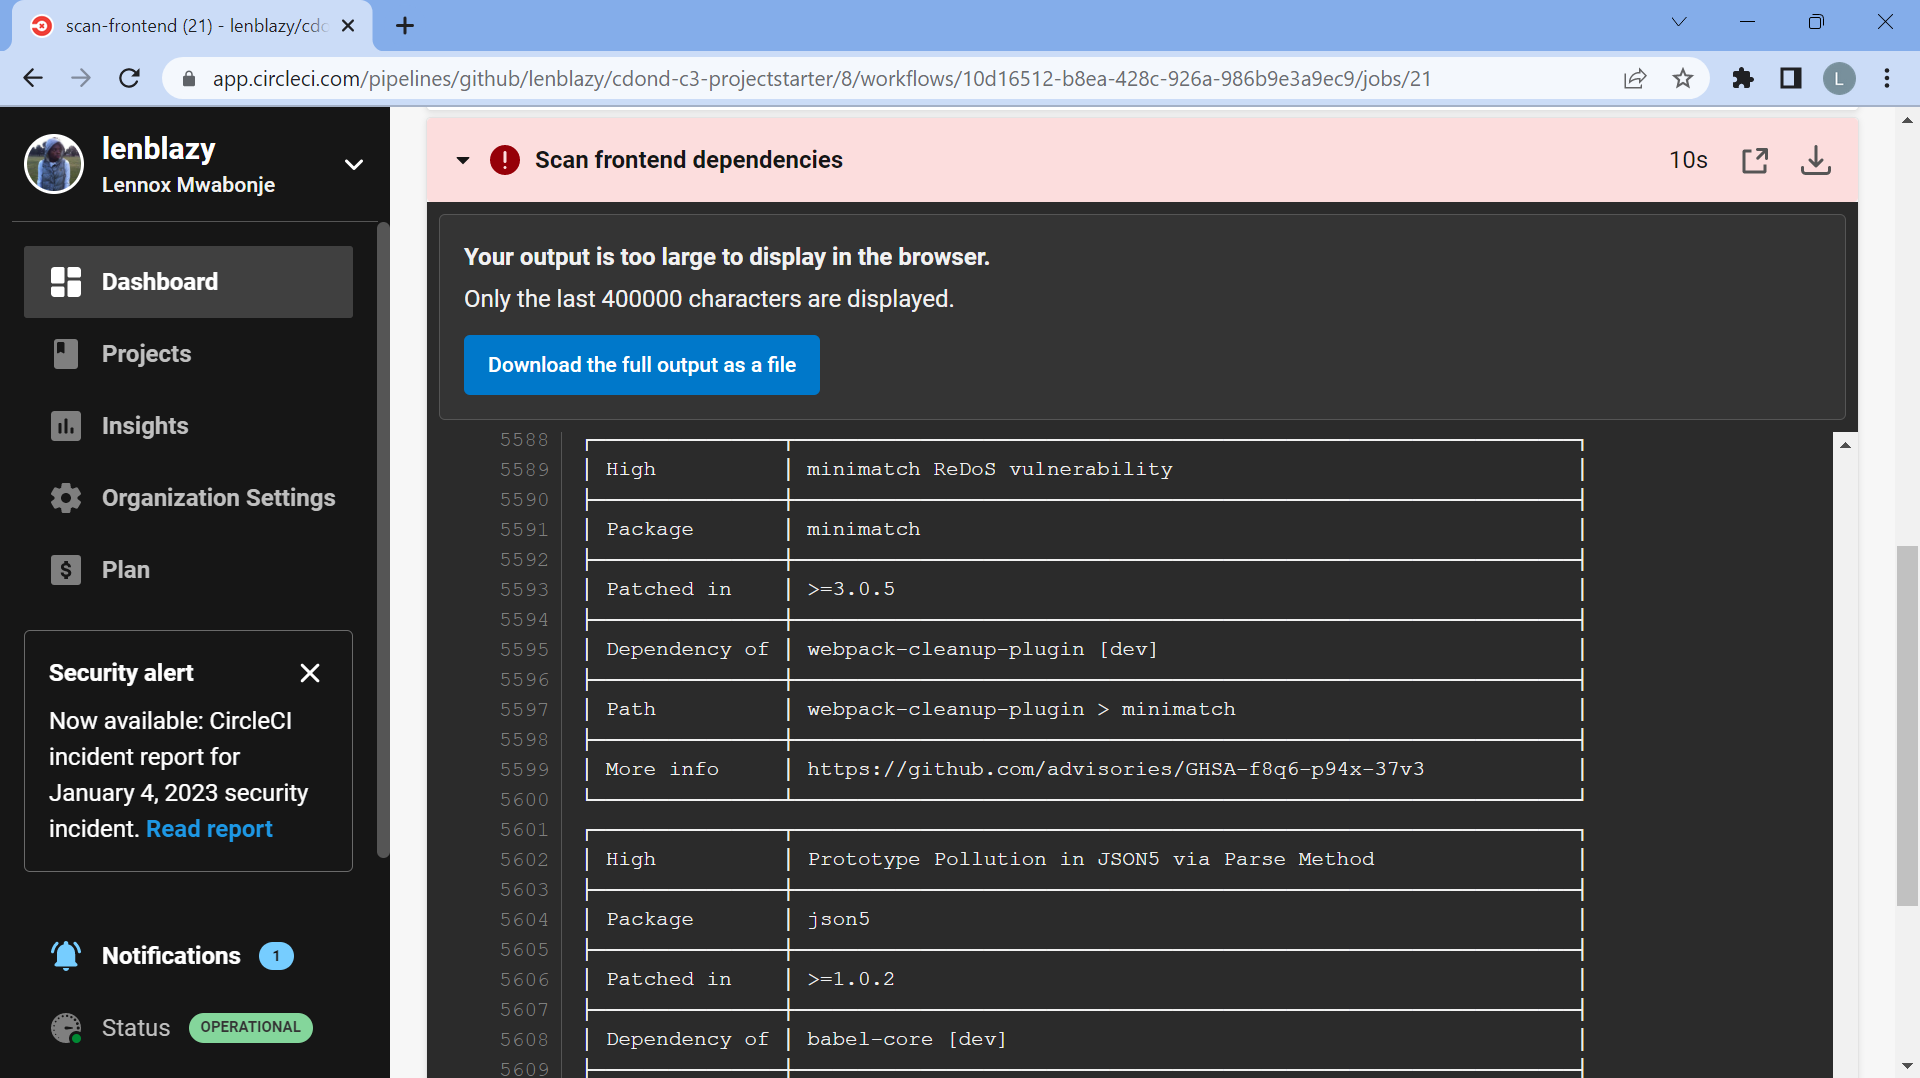 scan-frontend (21) - lenblazy/cdo
app.circleci.com/pipelines/github/lenblazy/cdond-c3-projectstarter/8/workflows/10d16512-b8ea-428c-926a-986b9e3a9ec9/jobs/21
L
lenblazy
Lennox Mwabonje
Dashboard
Projects
Insights
Organization Settings
Plan
Security alert
Now available: CircleCI
incident report for
January 4, 2023 security
incident. Read report
Notifications 1
Status OPERATIONAL
Scan frontend dependencies 10s
Your output is too large to display in the browser.
Only the last 400000 characters are displayed.
Download the full output as a file
5588
5589 High minimatch ReDoS vulnerability
5590
5591 Package minimatch
5592
5593 Patched in >=3.0.5
5594
5595 Dependency of webpack-cleanup-plugin [dev]
5596
5597 Path webpack-cleanup-plugin > minimatch
5598
5599 More info https://github.com/advisories/GHSA-f8q6-p94x-37v3
5600
5601
5602 High Prototype Pollution in JSON5 via Parse Method
5603
5604 Package json5
5605
5606 Patched in >=1.0.2
5607
5608 Dependency of babel-core [dev]
5609